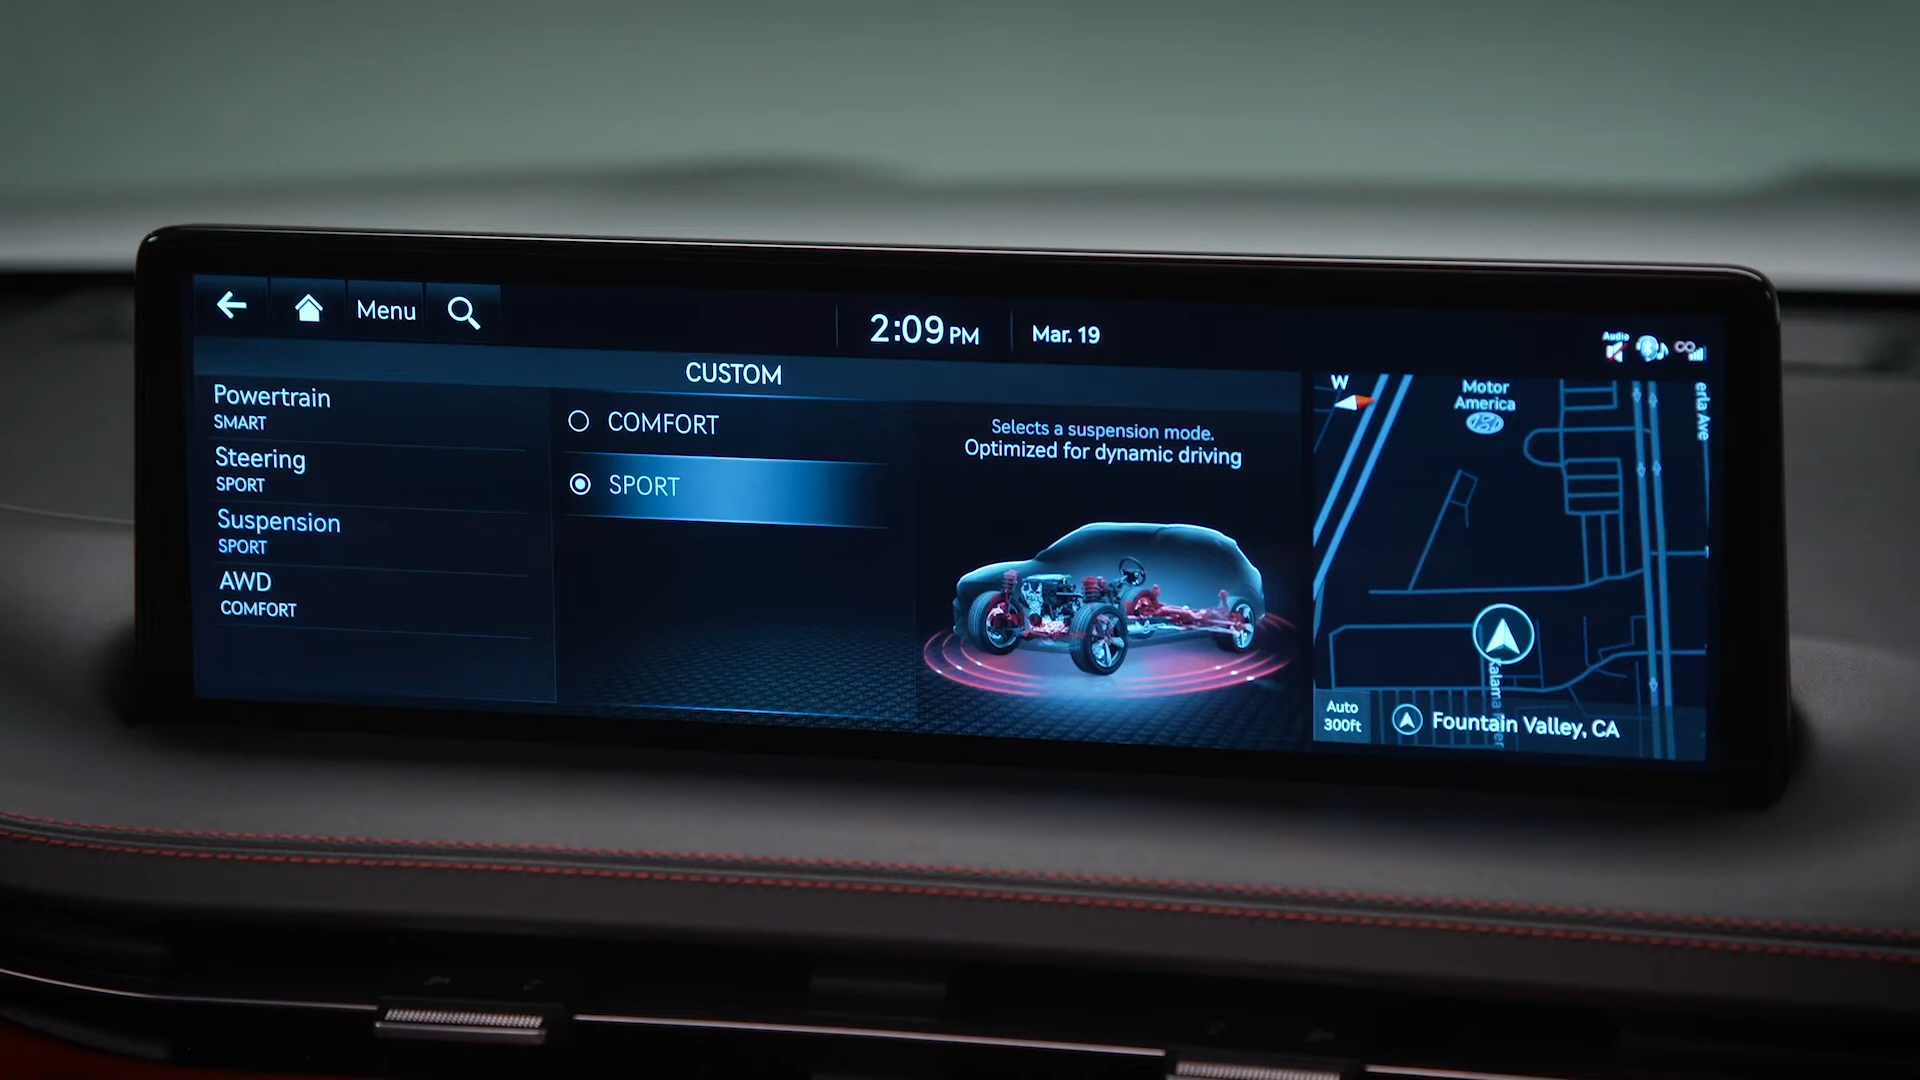 Menu
2:09 PM
Mar. 19
Audio
CUSTOM
Powertrain
SMART
Steering
SPORT
Suspension
SPORT
AWD
COMFORT
COMFORT
SPORT
Selects a suspension mode.
Optimized for dynamic driving
W
Motor
America
Auto
300ft
Fountain Valley, CA